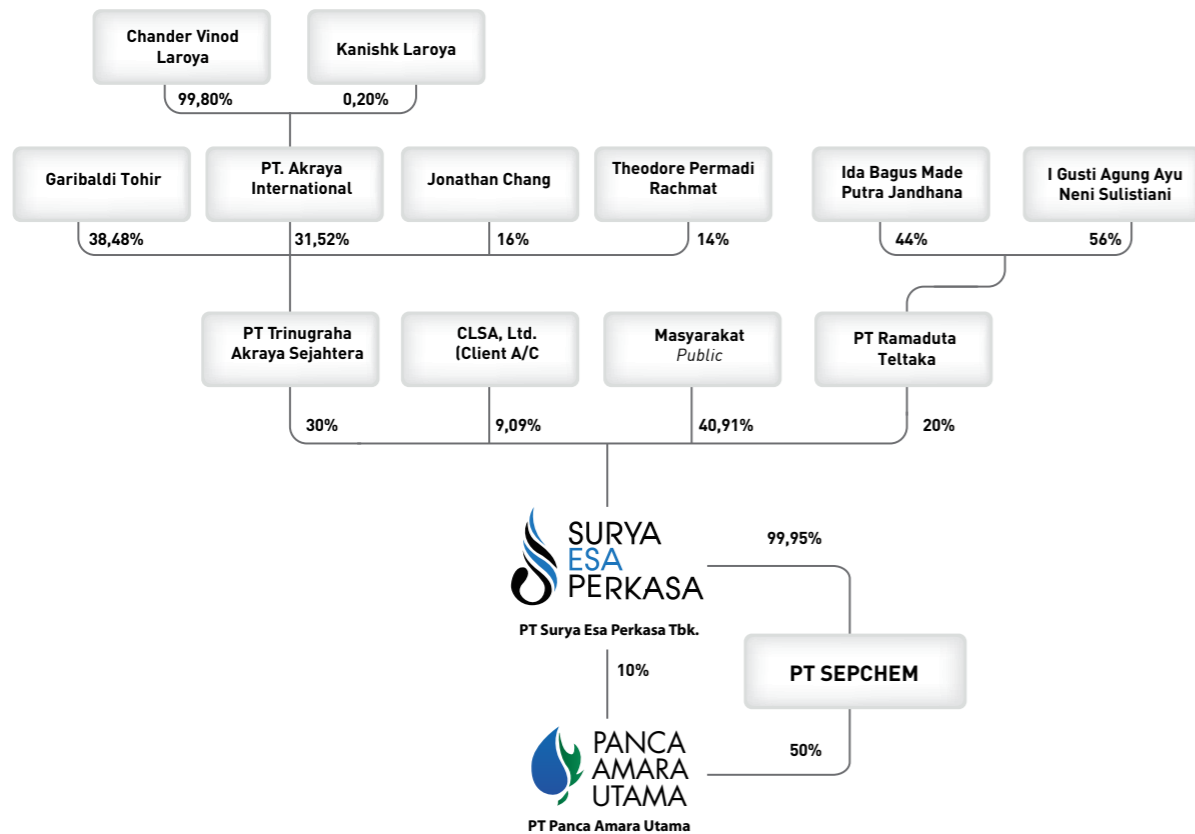 Chander Vinod
Laroya
Kanishk Laroya
99,80%
0,20%
Garibaldi Tohir
PT. Akraya
International
Jonathan Chang
Theodore Permadi
Rachmat
Ida Bagus Made
Putra Jandhana
I Gusti Agung Ayu
Neni Sulistiani
38,48%
31,52%
16%
14%
44%
56%
PT Trinugraha
Akraya Sejahtera
CLSA, Ltd.
(Client A/C
Masyarakat
Public
PT Ramaduta
Teltaka
30%
9,09%
40,91%
20%
SURYA
ESA
PERKASA
PT Surya Esa Perkasa Tbk.
99,95%
10%
PT SEPCHEM
50%
PANCA
AMARA
UTAMA
PT Panca Amara Utama